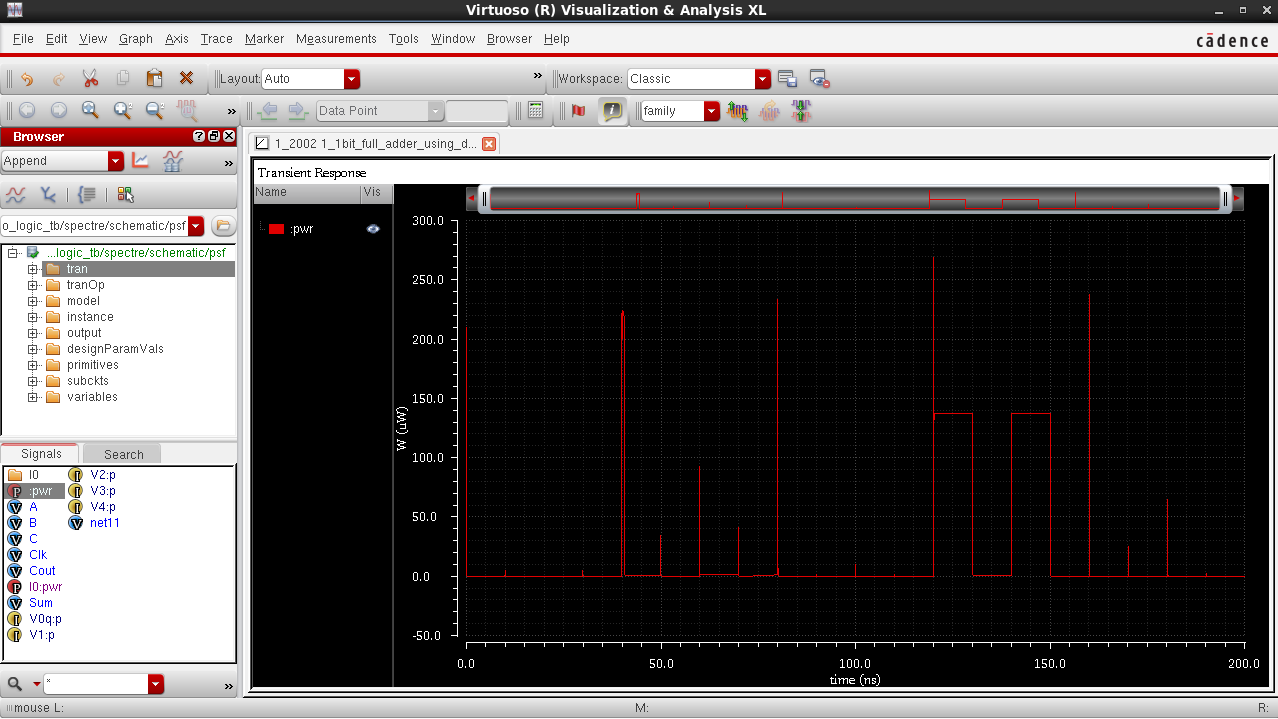 Virtuoso (R) Visualization & Analysis XL
File Edit View Graph Axis Trace Marker Measurements Tools Window Browser Help
cādence
Layout: Auto » Workspace: Classic
» Data Point family
Browser
Append »
o_logic_tb/spectre/schematic/psf
...logic_tb/spectre/schematic/psf
tran
tranOp
model
instance
output
designParamVals
primitives
subckts
variables
Signals Search
I0 V2:p
:pwr V3:p
A V4:p
B net11
C
Clk
Cout
I0:pwr
Sum
V0q:p
V1:p
* »
1_2002 1_1bit_full_adder_using_d...
Transient Response
Name Vis
:pwr
300.0
250.0
200.0
150.0
100.0
50.0
0.0
-50.0
W (uW)
0.0 50.0 100.0 150.0 200.0
time (ns)
mouse L: M: R: